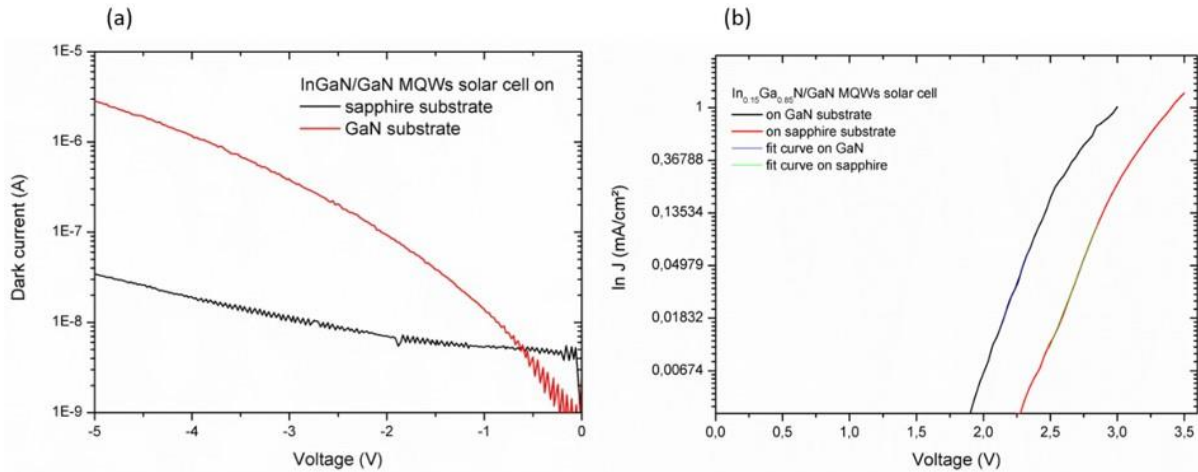 (a)
1E-5
1E-6
1E-7
1E-8
1E-9
Dark current (A)
InGaN/GaN MQWs solar cell on
sapphire substrate
GaN substrate
-5 -4 -3 -2 -1 0
Voltage (V)
(b)
1
0,36788
0,13534
0,04979
0,01832
0,00674
ln J (mA/cm²)
In0.15Ga0.85N/GaN MQWs solar cell
on GaN substrate
on sapphire substrate
fit curve on GaN
fit curve on sapphire
0,0 0,5 1,0 1,5 2,0 2,5 3,0 3,5
Voltage (V)